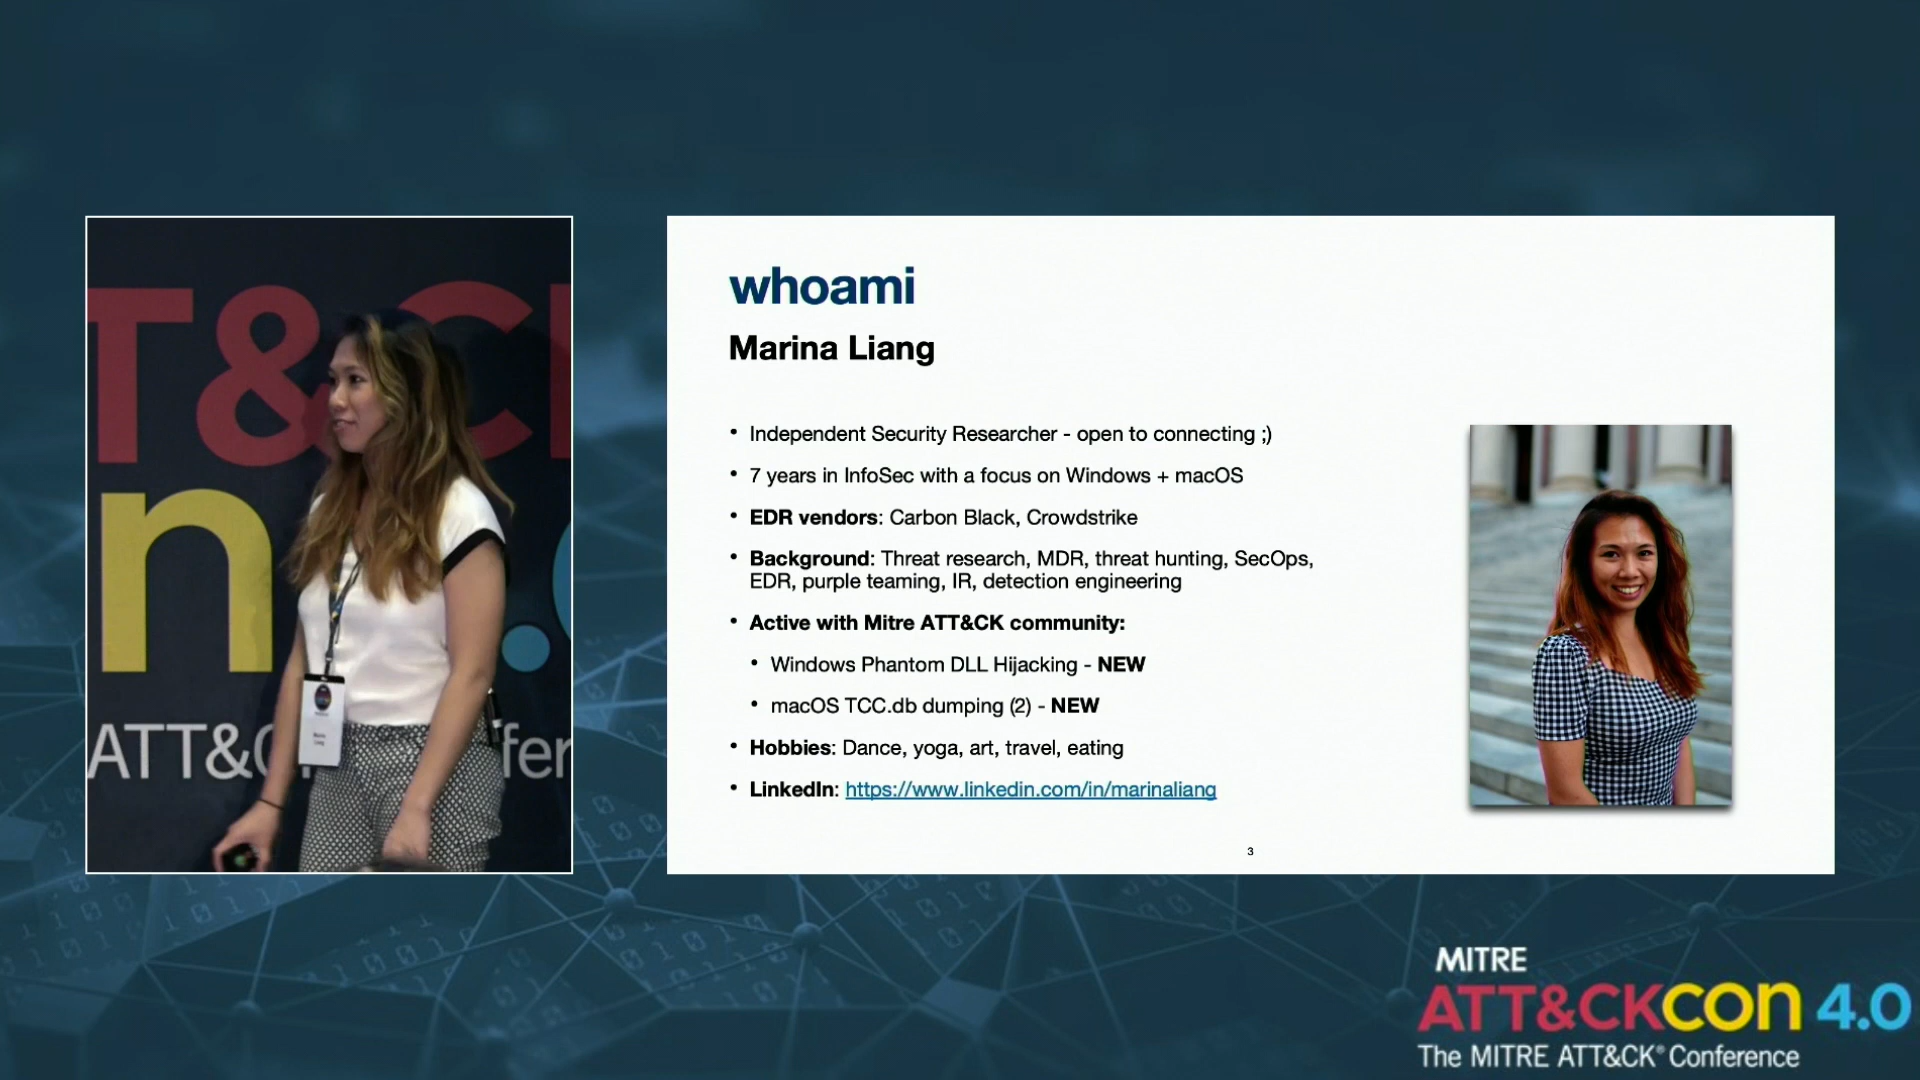 T&C
n
ATT&C
fer
Marina
Liang
whoami
Marina Liang
• Independent Security Researcher - open to connecting ;)
• 7 years in InfoSec with a focus on Windows + macOS
• EDR vendors: Carbon Black, Crowdstrike
• Background: Threat research, MDR, threat hunting, SecOps,
EDR, purple teaming, IR, detection engineering
• Active with Mitre ATT&CK community:
• Windows Phantom DLL Hijacking - NEW
• macOS TCC.db dumping (2) - NEW
• Hobbies: Dance, yoga, art, travel, eating
• LinkedIn: https://www.linkedin.com/in/marinaliang
3
MITRE
ATT&CKCON 4.0
The MITRE ATT&CK® Conference